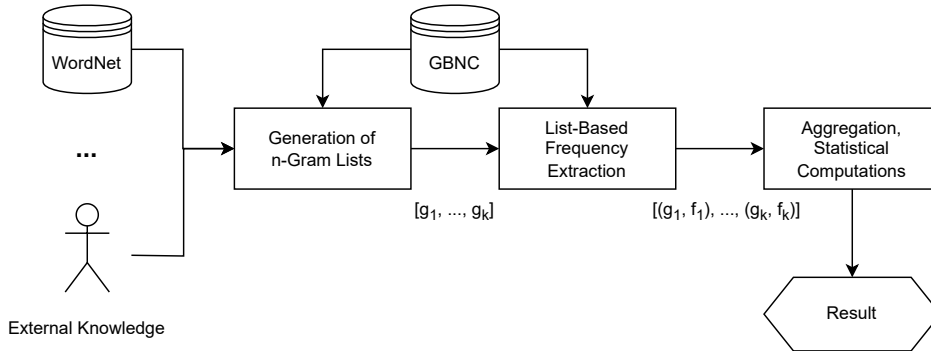 WordNet
GBNC
...
Generation of
n-Gram Lists
List-Based
Frequency
Extraction
Aggregation,
Statistical
Computations
[g₁, ..., gₖ]
[(g₁, f₁), ..., (gₖ, fₖ)]
External Knowledge
Result